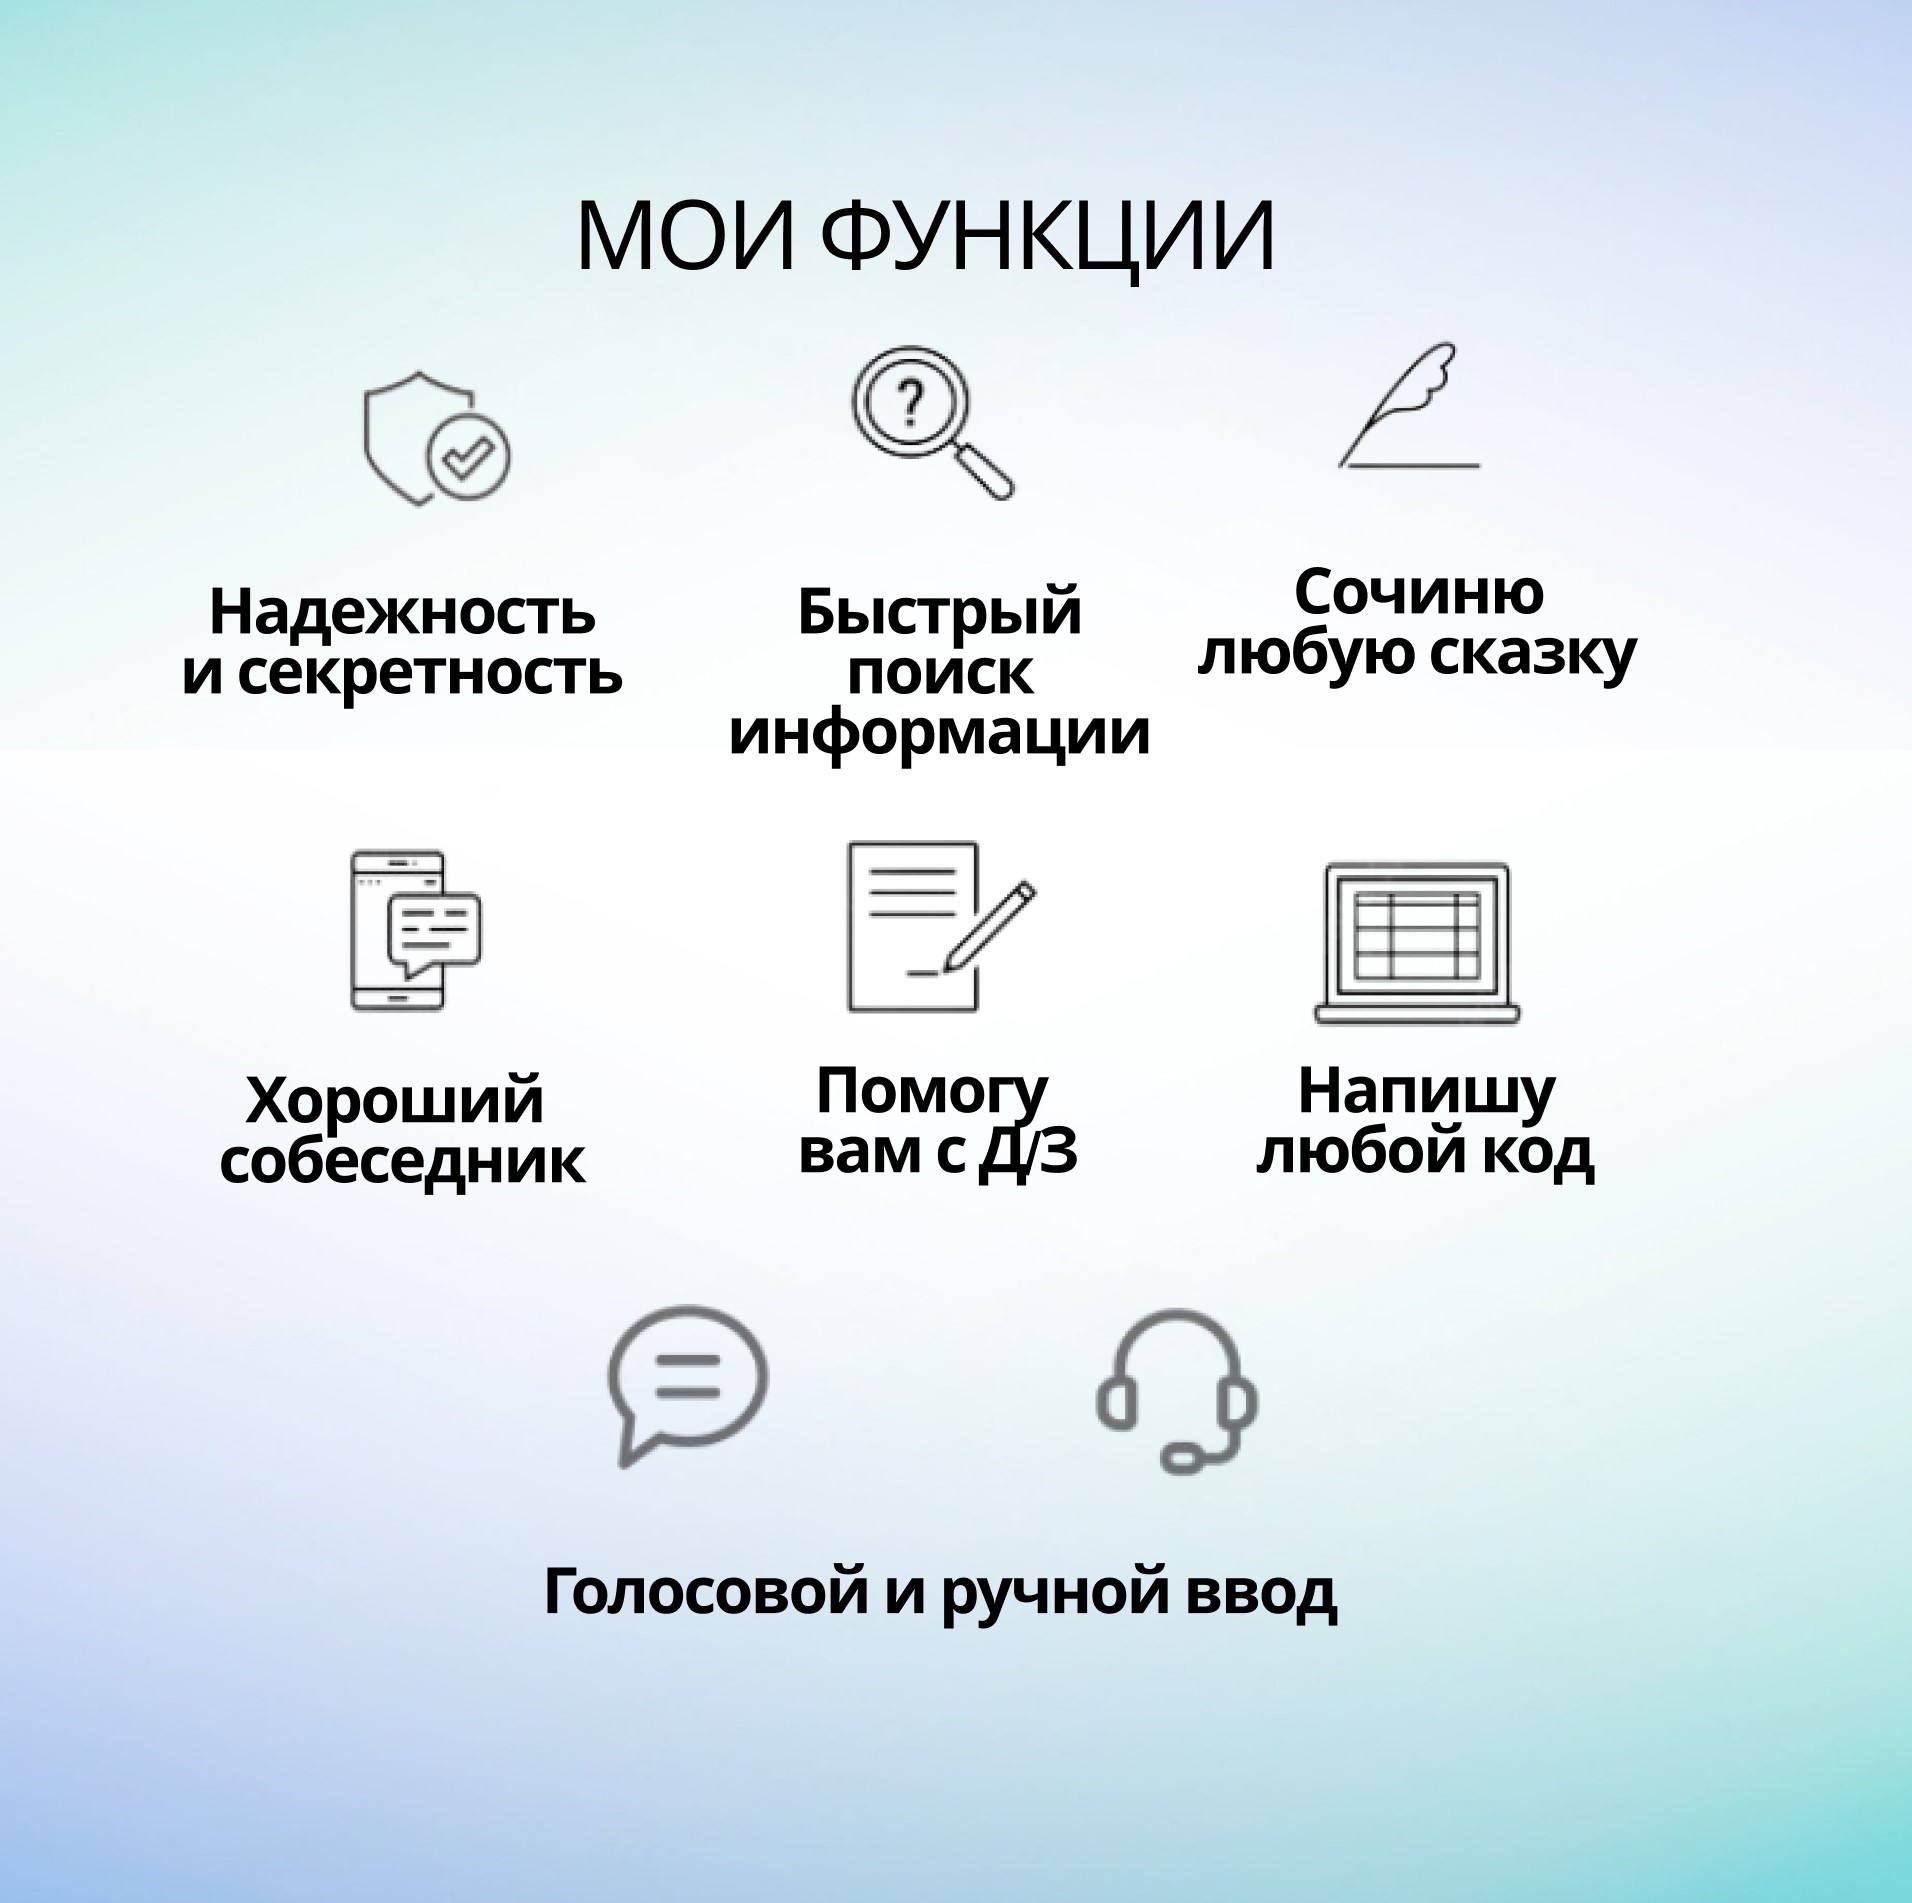 МОИ ФУНКЦИИ
Надежность
и секретность
Быстрый
поиск
информации
Сочиню
любую сказку
Хороший
собеседник
Помогу
вам с Д/З
Напишу
любой код
Голосовой и ручной ввод